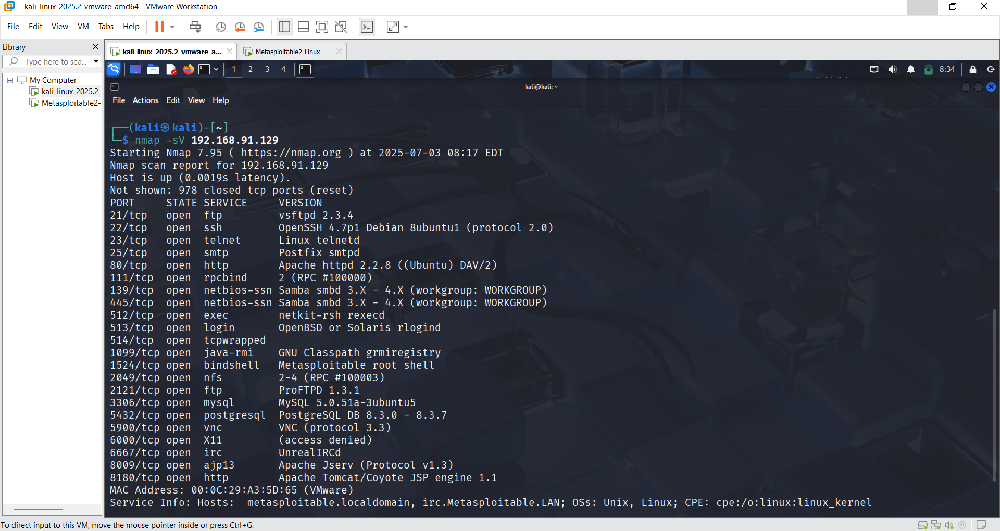 kali-linux-2025.2-vmware-amd64 - VMware Workstation
File Edit View VM Tabs Help
Library
Type here to sea...
My Computer
kali-linux-2025.2-
Metasploitable2-
kali-linux-2025.2-vmware-a...
Metasploitable2-Linux
1 2 3 4
8:34
kali@kali: ~
File Actions Edit View Help
(kali㉿kali)-[~]
$ nmap -sV 192.168.91.129
Starting Nmap 7.95 ( https://nmap.org ) at 2025-07-03 08:17 EDT
Nmap scan report for 192.168.91.129
Host is up (0.0019s latency).
Not shown: 978 closed tcp ports (reset)
PORT STATE SERVICE VERSION
21/tcp open ftp vsftpd 2.3.4
22/tcp open ssh OpenSSH 4.7p1 Debian 8ubuntu1 (protocol 2.0)
23/tcp open telnet Linux telnetd
25/tcp open smtp Postfix smtpd
80/tcp open http Apache httpd 2.2.8 ((Ubuntu) DAV/2)
111/tcp open rpcbind 2 (RPC #100000)
139/tcp open netbios-ssn Samba smbd 3.X - 4.X (workgroup: WORKGROUP)
445/tcp open netbios-ssn Samba smbd 3.X - 4.X (workgroup: WORKGROUP)
512/tcp open exec netkit-rsh rexecd
513/tcp open login OpenBSD or Solaris rlogind
514/tcp open tcpwrapped
1099/tcp open java-rmi GNU Classpath grmiregistry
1524/tcp open bindshell Metasploitable root shell
2049/tcp open nfs 2-4 (RPC #100003)
2121/tcp open ftp ProFTPD 1.3.1
3306/tcp open mysql MySQL 5.0.51a-3ubuntu5
5432/tcp open postgresql PostgreSQL DB 8.3.0 - 8.3.7
5900/tcp open vnc VNC (protocol 3.3)
6000/tcp open X11 (access denied)
6667/tcp open irc UnrealIRCd
8009/tcp open ajp13 Apache Jserv (Protocol v1.3)
8180/tcp open http Apache Tomcat/Coyote JSP engine 1.1
MAC Address: 00:0C:29:A3:5D:65 (VMware)
Service Info: Hosts:  metasploitable.localdomain, irc.Metasploitable.LAN; OSs: Unix, Linux; CPE: cpe:/o:linux:linux_kernel
To direct input to this VM, move the mouse pointer inside or press Ctrl+G.